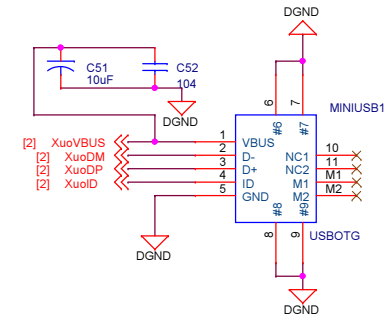 DGND
C51
10uF
C52
104
DGND
6
7
MINIUSB1
#6
#7
[2] XuoVBUS
1
VBUS
[2] XuoDM
2
D-
NC1
10
[2] XuoDP
3
D+
NC2
11
[2] XuoID
4
ID
M1
M1
5
GND
M2
M2
#8
#9
USBOTG
8
9
DGND
DGND